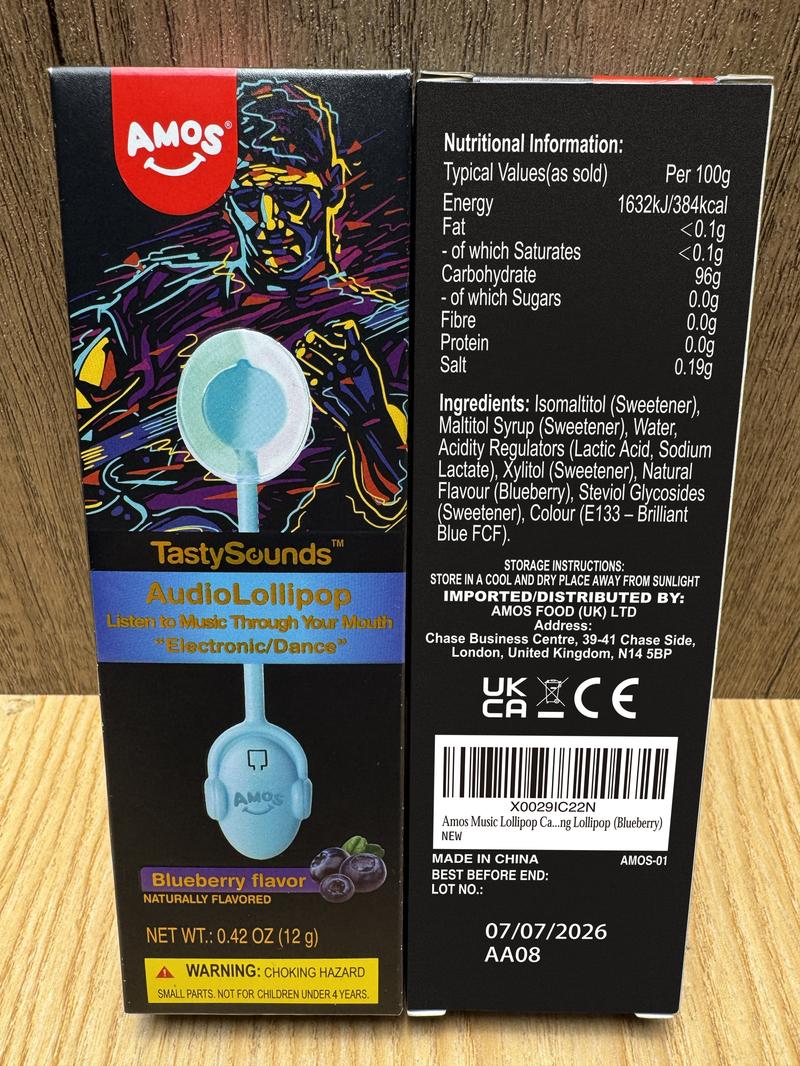 AMOS®
TastySounds™
AudioLollipop
Listen to Music Through Your Mouth
"Electronic/Dance"
AMOS
Blueberry flavor
NATURALLY FLAVORED
NET WT.: 0.42 OZ (12 g)
WARNING: CHOKING HAZARD
SMALL PARTS. NOT FOR CHILDREN UNDER 4 YEARS.
Nutritional Information:
Typical Values(as sold) Per 100g
Energy 1632kJ/384kcal
Fat <0.1g
- of which Saturates <0.1g
Carbohydrate 96g
- of which Sugars 0.0g
Fibre 0.0g
Protein 0.0g
Salt 0.19g
Ingredients: Isomaltitol (Sweetener),
Maltitol Syrup (Sweetener), Water,
Acidity Regulators (Lactic Acid, Sodium
Lactate), Xylitol (Sweetener), Natural
Flavour (Blueberry), Steviol Glycosides
(Sweetener), Colour (E133 – Brilliant
Blue FCF).
STORAGE INSTRUCTIONS:
STORE IN A COOL AND DRY PLACE AWAY FROM SUNLIGHT
IMPORTED/DISTRIBUTED BY:
AMOS FOOD (UK) LTD
Address:
Chase Business Centre, 39-41 Chase Side,
London, United Kingdom, N14 5BP
UK
CA CE
X0029IC22N
Amos Music Lollipop Ca...ng Lollipop (Blueberry)
NEW
MADE IN CHINA AMOS-01
BEST BEFORE END:
LOT NO.:
07/07/2026
AA08